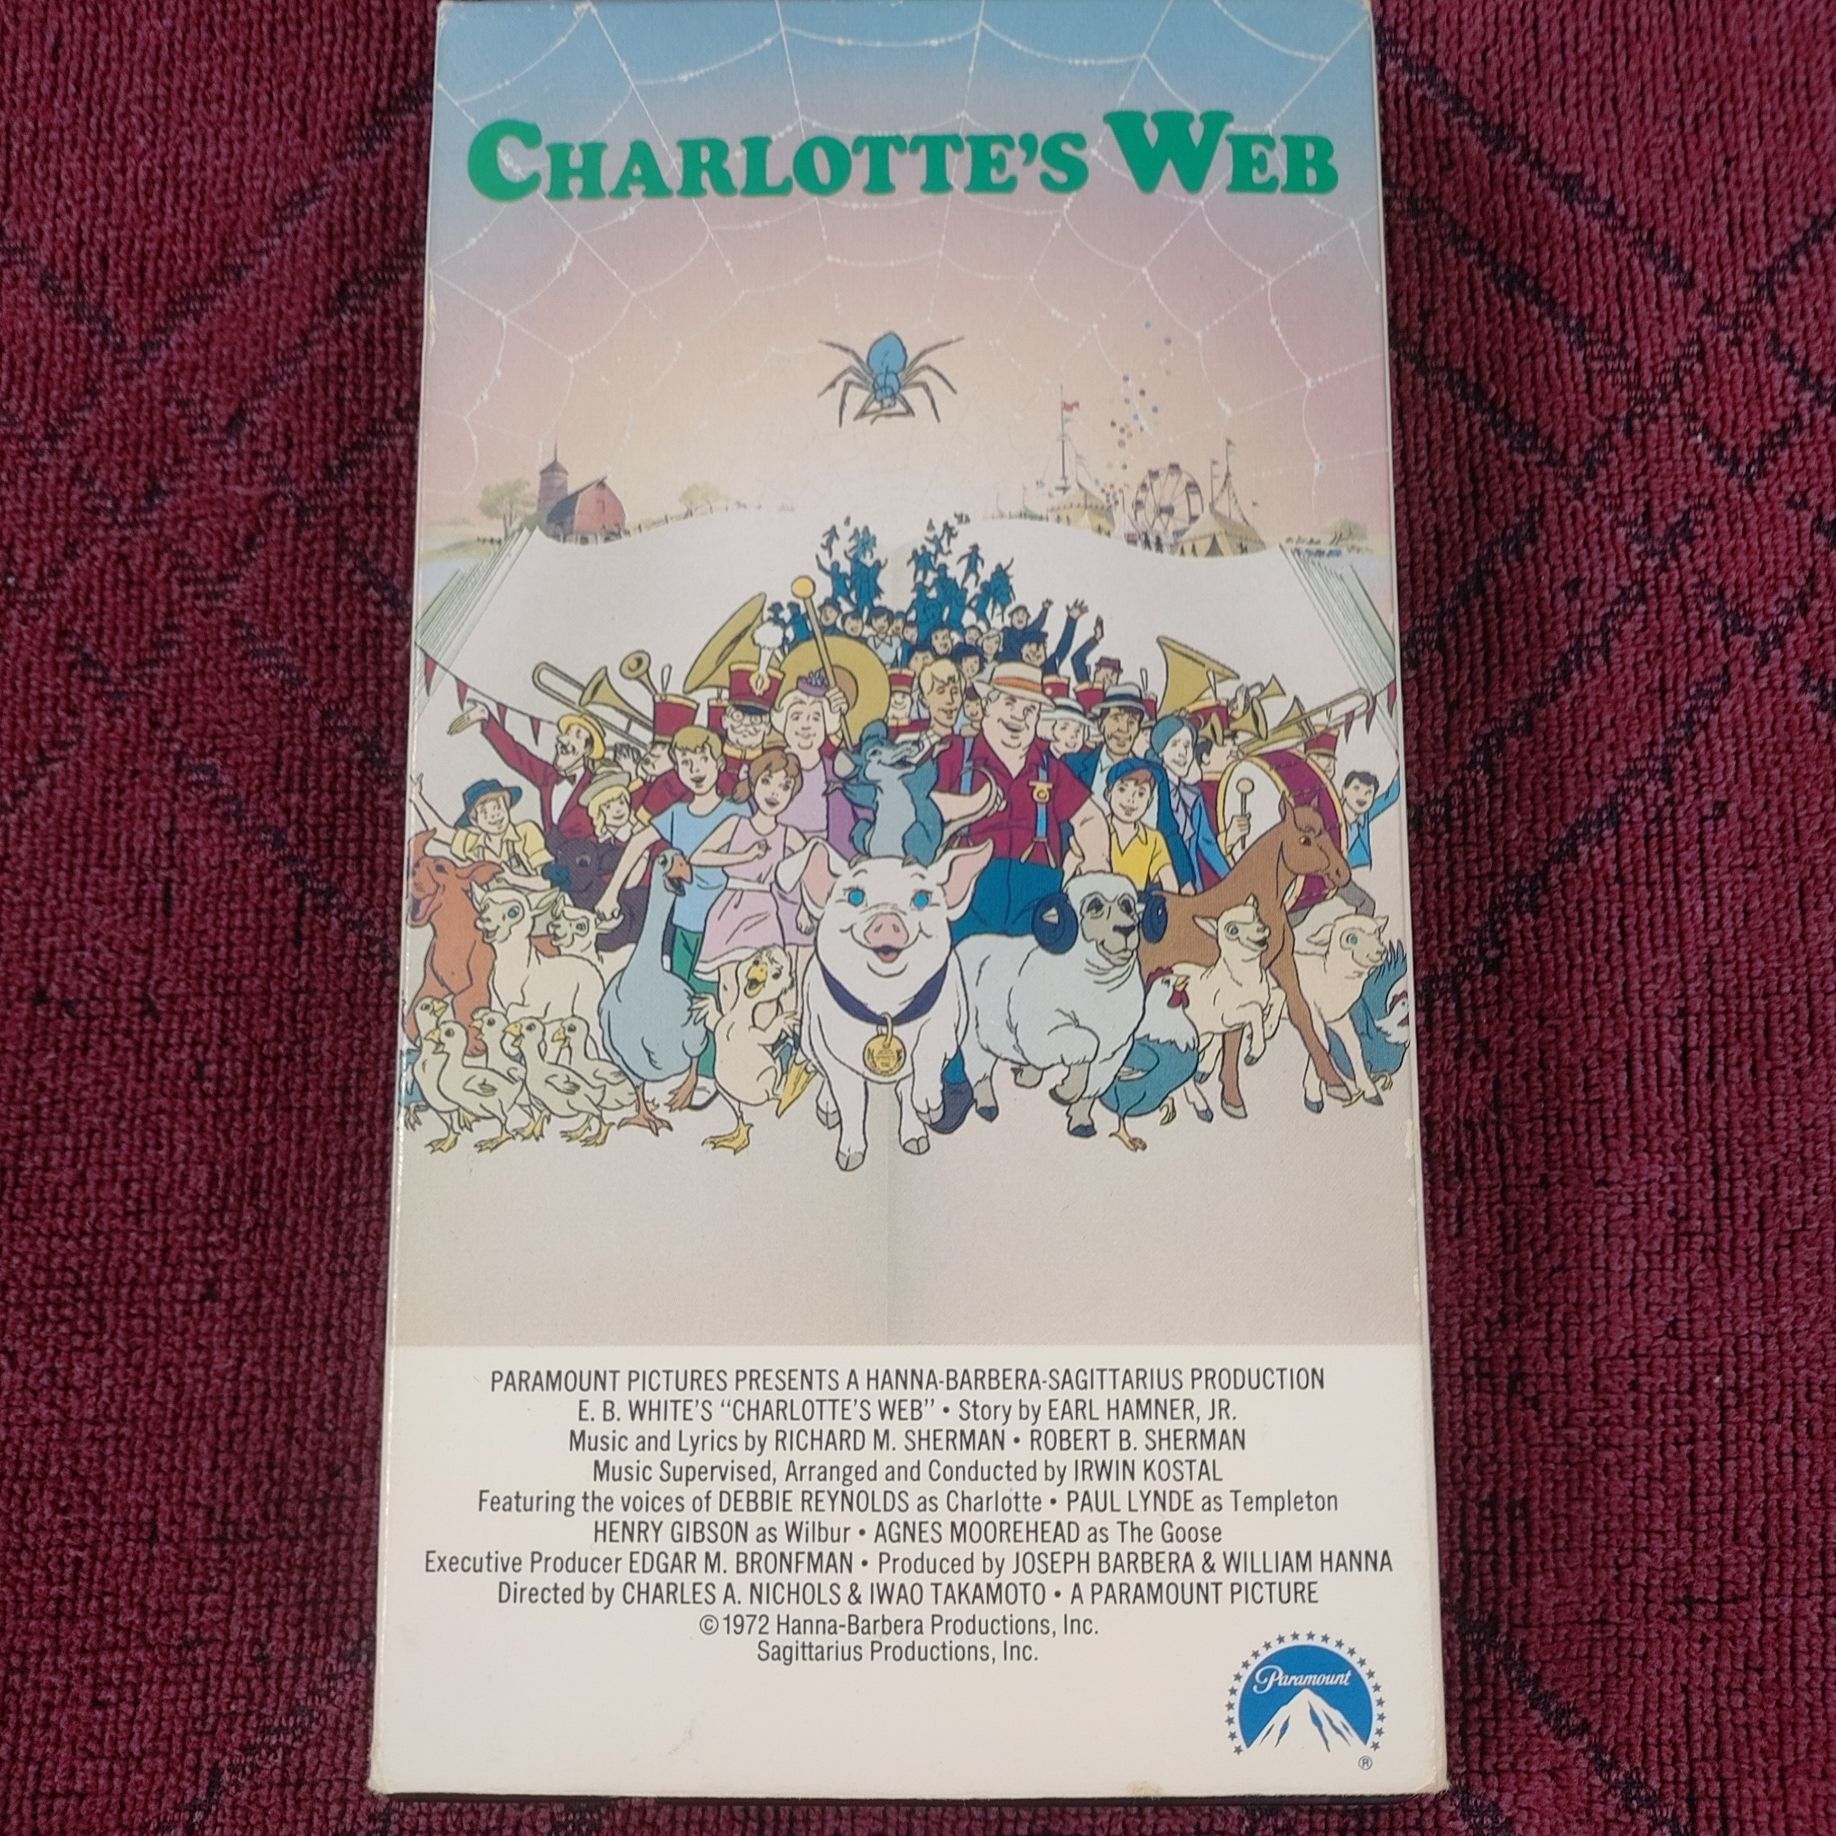 CHARLOTTE'S WEB
PARAMOUNT PICTURES PRESENTS A HANNA-BARBERA-SAGITTARIUS PRODUCTION
E. B. WHITE'S "CHARLOTTE'S WEB" • Story by EARL HAMNER, JR.
Music and Lyrics by RICHARD M. SHERMAN • ROBERT B. SHERMAN
Music Supervised, Arranged and Conducted by IRWIN KOSTAL
Featuring the voices of DEBBIE REYNOLDS as Charlotte • PAUL LYNDE as Templeton
HENRY GIBSON as Wilbur • AGNES MOOREHEAD as The Goose
Executive Producer EDGAR M. BRONFMAN • Produced by JOSEPH BARBERA & WILLIAM HANNA
Directed by CHARLES A. NICHOLS & IWAO TAKAMOTO • A PARAMOUNT PICTURE
©1972 Hanna-Barbera Productions, Inc.
Sagittarius Productions, Inc.
Paramount
®